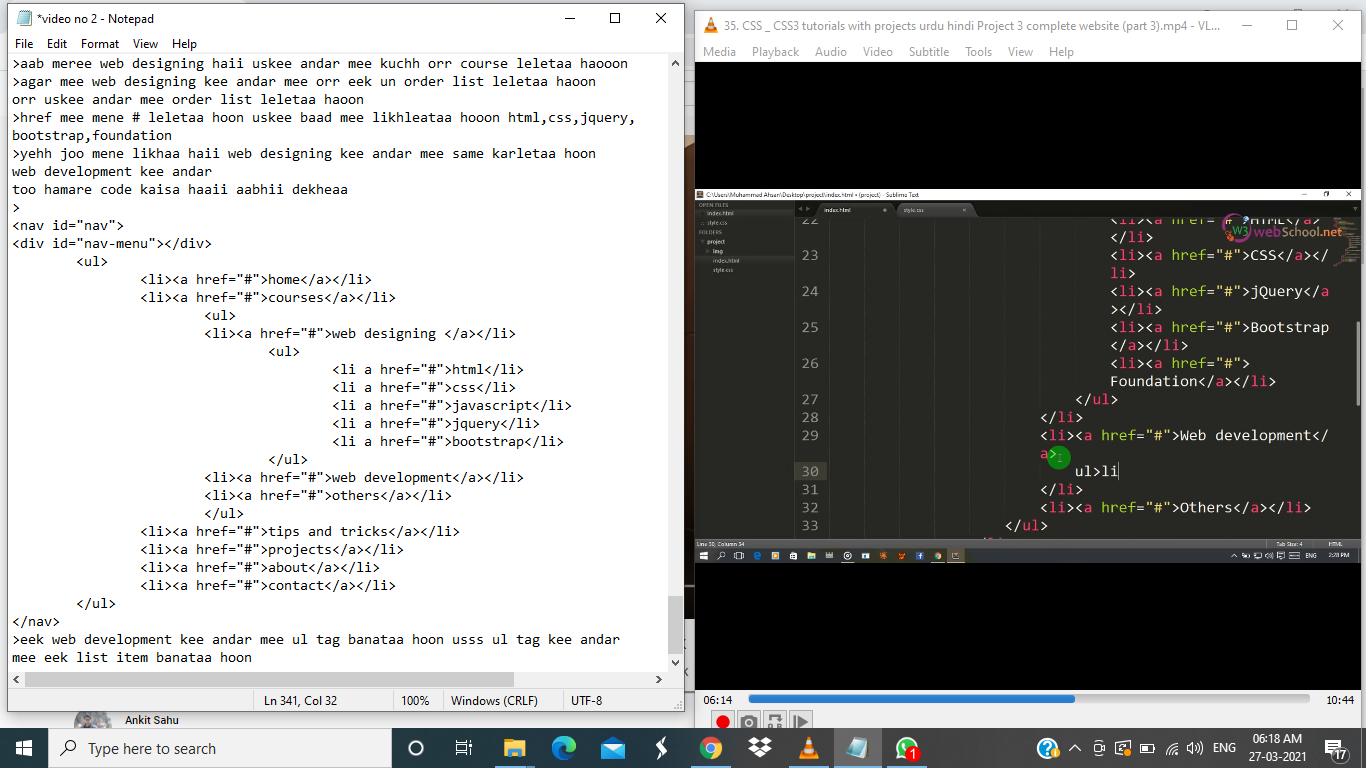 *video no 2 - Notepad
File Edit Format View Help
>aab meree web designing haii uskee andar mee kuchh orr course leletaa haooon
>agar mee web designing kee andar mee orr eek un order list leletaa haoon
orr uskee andar mee order list leletaa haoon
>href mee mene # leletaa hoon uskee baad mee likhleataa hooon html,css,jquery,
bootstrap,foundation
>yehh joo mene likhaa haii web designing kee andar mee same karletaa hoon
web development kee andar
too hamare code kaisa haaii aabhii dekheaa
>
<nav id="nav">
<div id="nav-menu"></div>
<ul>
<li><a href="#">home</a></li>
<li><a href="#">courses</a></li>
<ul>
<li><a href="#">web designing </a></li>
<ul>
<li a href="#">html</li>
<li a href="#">css</li>
<li a href="#">javascript</li>
<li a href="#">jquery</li>
<li a href="#">bootstrap</li>
</ul>
<li><a href="#">web development</a></li>
<li><a href="#">others</a></li>
</ul>
<li><a href="#">tips and tricks</a></li>
<li><a href="#">projects</a></li>
<li><a href="#">about</a></li>
<li><a href="#">contact</a></li>
</ul>
</nav>
>eek web development kee andar mee ul tag banataa hoon usss ul tag kee andar
mee eek list item banataa hoon
Ln 341, Col 32 100% Windows (CRLF) UTF-8
Ankit Sahu
35. CSS _ CSS3 tutorials with projects urdu hindi Project 3 complete website (part 3).mp4 - VL...
Media Playback Audio Video Subtitle Tools View Help
C:\Users\Muhammad Ahsan\Desktop\project\index.html • (project) - Sublime Text
OPEN FILES
index.html
style.css
FOLDERS
project
img
index.html
style.css
index.html style.css
W3 webSchool.net
22 <li><a href="#">HTML</a>
</li>
23 <li><a href="#">CSS</a></
li>
24 <li><a href="#">jQuery</a
></li>
25 <li><a href="#">Bootstrap
</a></li>
26 <li><a href="#">
Foundation</a></li>
27 </ul>
28 </li>
29 <li><a href="#">Web development</
a>
30 ul>li
31 </li>
32 <li><a href="#">Others</a></li>
33 </ul>
Line 30, Column 34 Tab Size: 4 HTML
ENG 2:28 PM
06:14 10:44
Type here to search
1
ENG
06:18 AM
27-03-2021
17